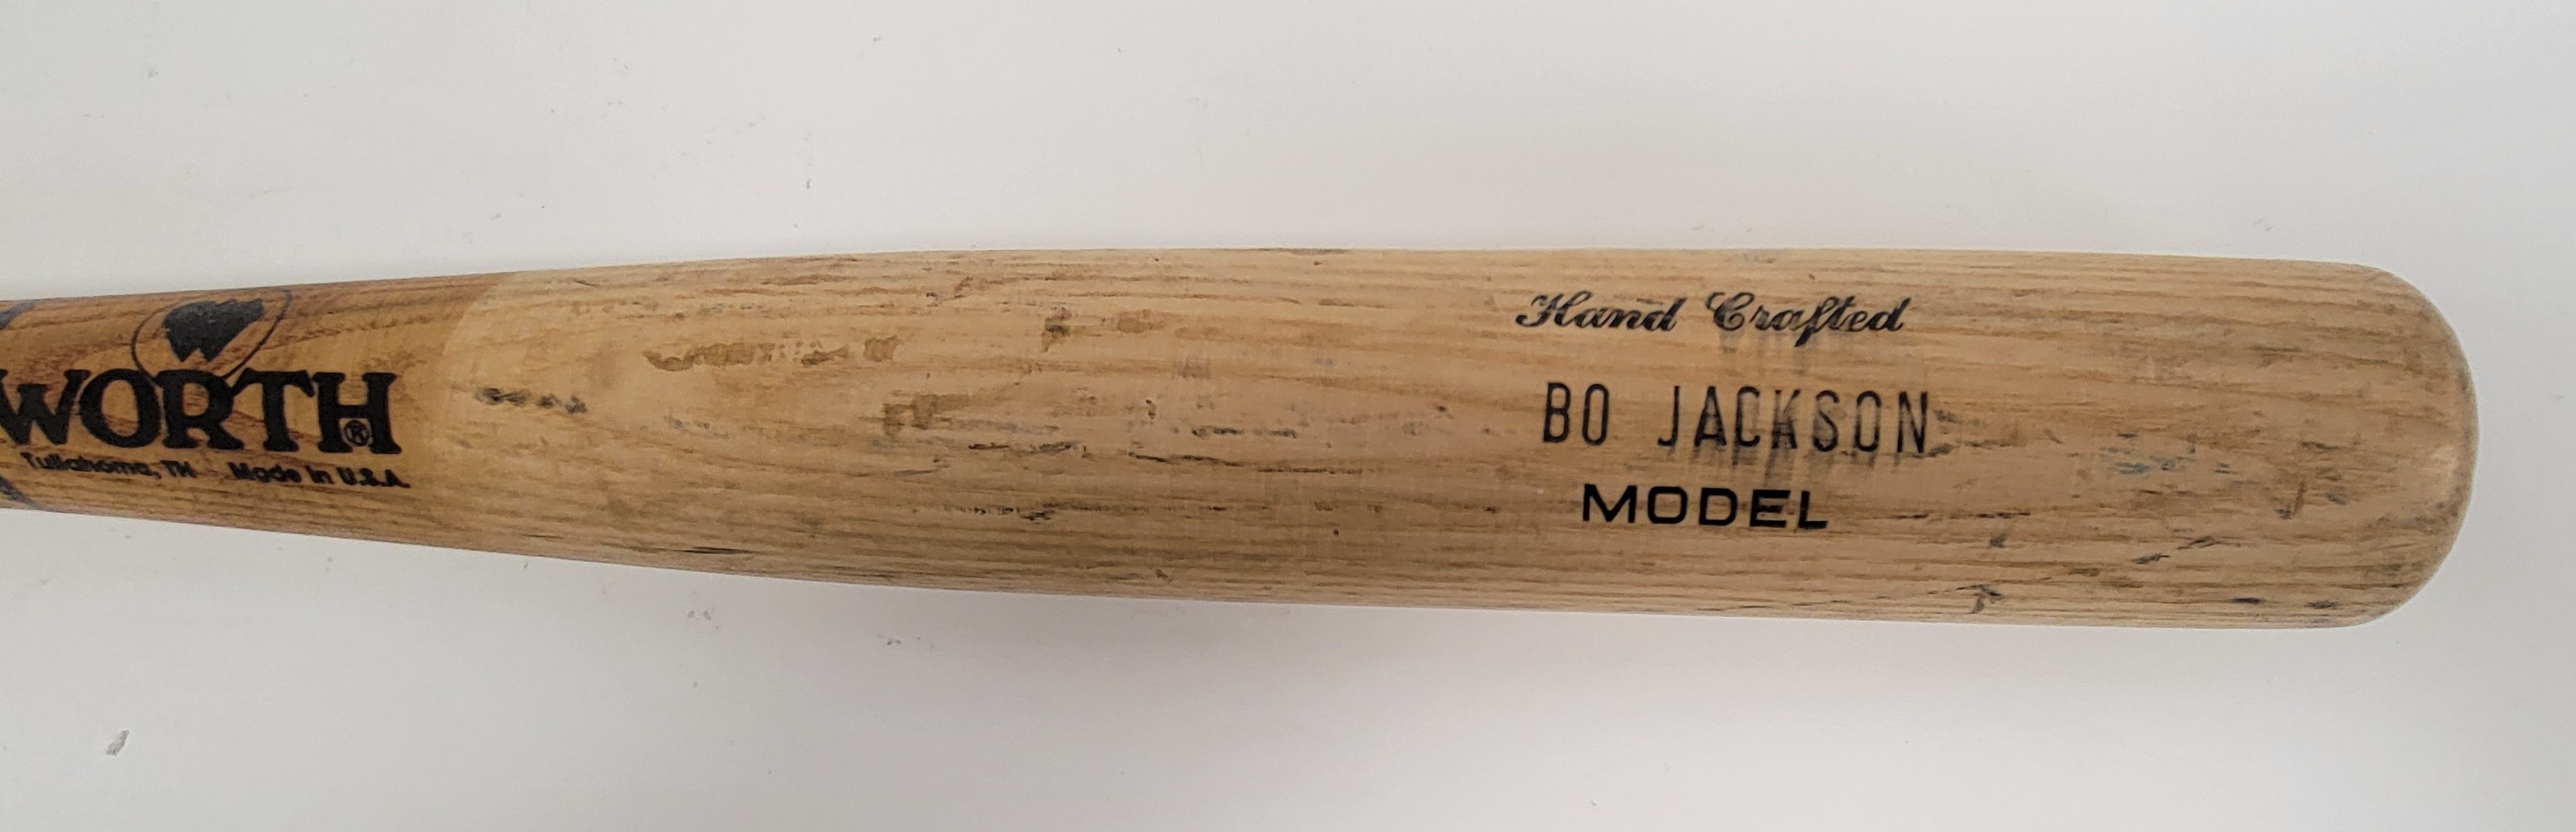 W
WORTH®
Tullahoma, TN Made in U.S.A.
Hand Crafted
BO JACKSON
MODEL